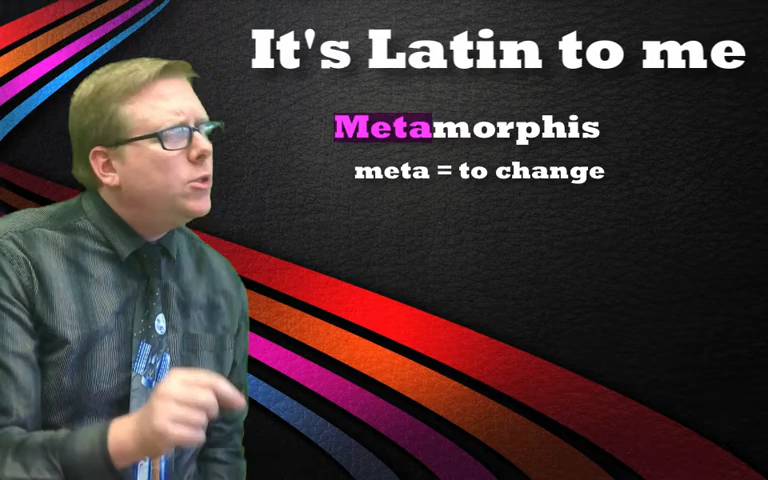 It's Latin to me
Metamorphis
meta = to change